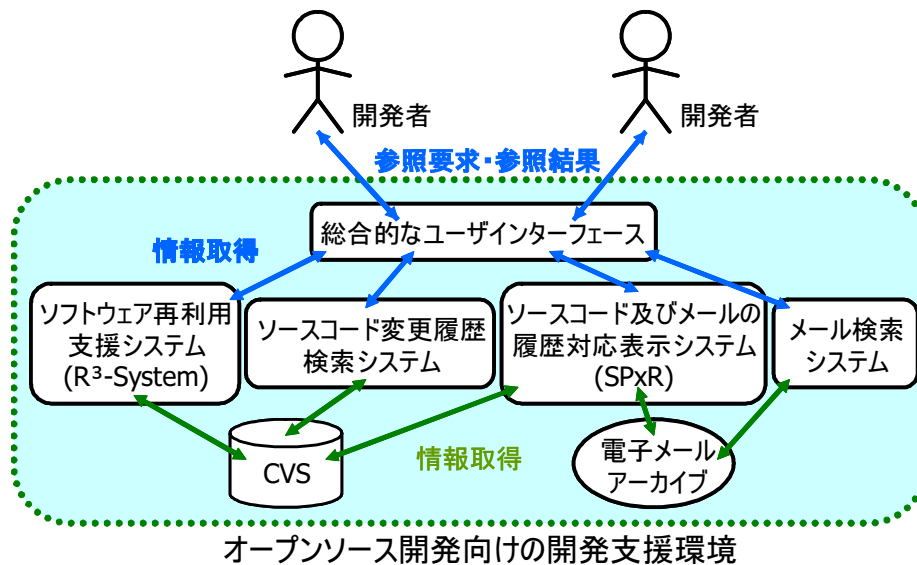 開発者
開発者
参照要求・参照結果
総合的なユーザインターフェース
情報取得
ソフトウェア再利用
支援システム
(R³-System)
ソースコード変更履歴
検索システム
ソースコード及びメールの
履歴対応表示システム
(SPxR)
メール検索
システム
CVS
情報取得
電子メール
アーカイブ
オープンソース開発向けの開発支援環境